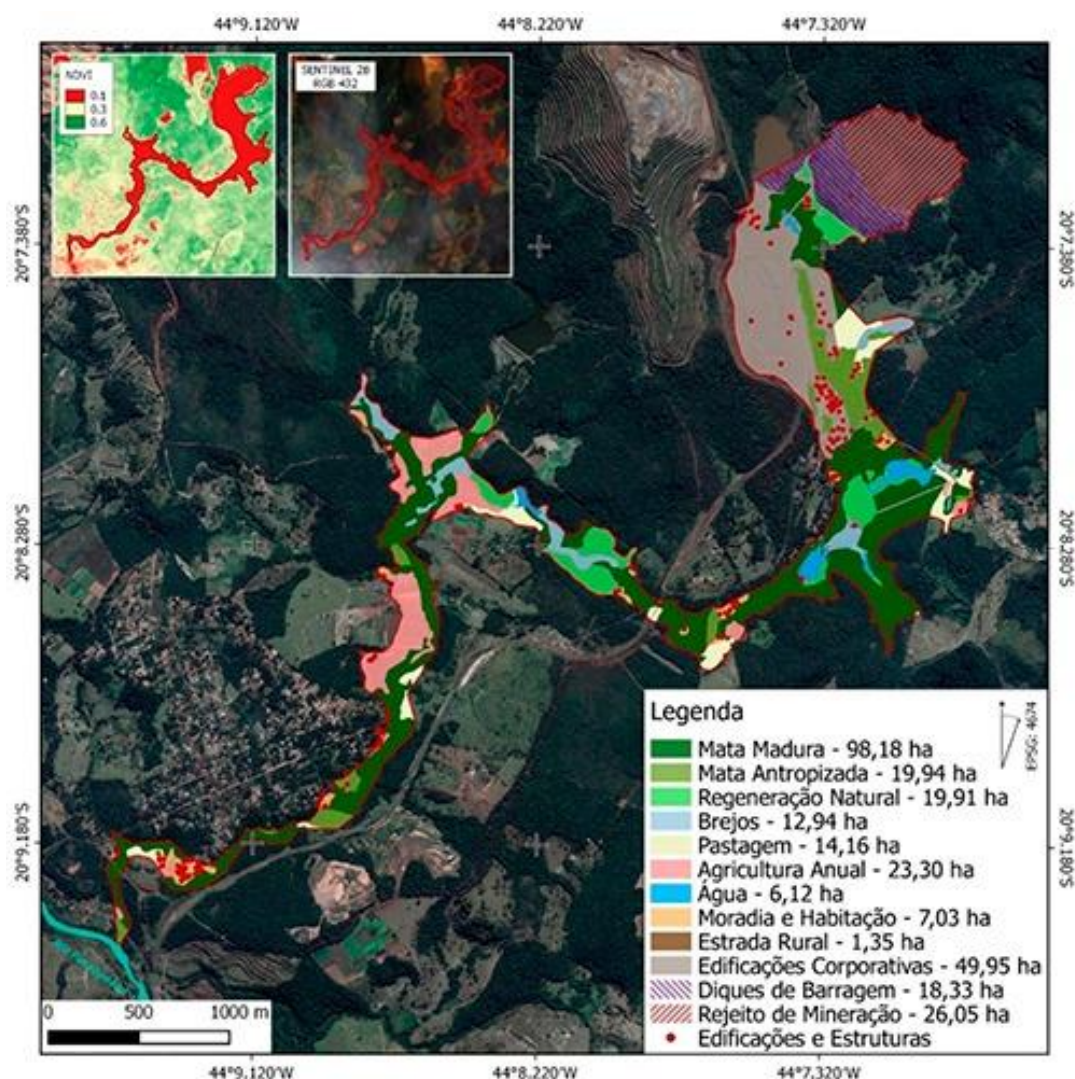 44°9.120'W 44°8.220'W 44°7.320'W
NDVI
0.1
0.3
0.6
SENTINEL 2B
RGB 432
20°7.380'S
20°7.380'S
20°8.280'S
20°8.280'S
20°9.180'S
20°9.180'S
Legenda
EPSG: 4674
Mata Madura - 98,18 ha
Mata Antropizada - 19,94 ha
Regeneração Natural - 19,91 ha
Brejos - 12,94 ha
Pastagem - 14,16 ha
Agricultura Anual - 23,30 ha
Água - 6,12 ha
Moradia e Habitação - 7,03 ha
Estrada Rural - 1,35 ha
Edificações Corporativas - 49,95 ha
Diques de Barragem - 18,33 ha
Rejeito de Mineração - 26,05 ha
Edificações e Estruturas
0 500 1000 m
44°9.120'W 44°8.220'W 44°7.320'W